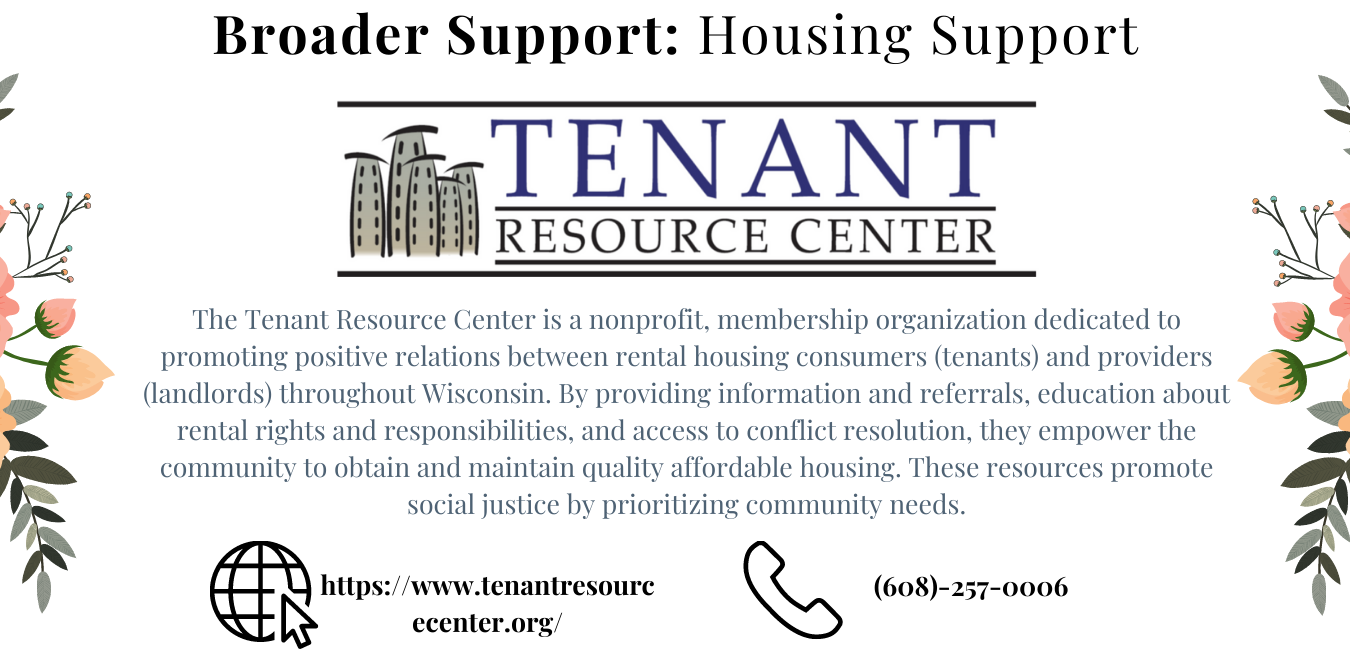 Broader Support: Housing Support
TENANT
RESOURCE CENTER
The Tenant Resource Center is a nonprofit, membership organization dedicated to
promoting positive relations between rental housing consumers (tenants) and providers
(landlords) throughout Wisconsin. By providing information and referrals, education about
rental rights and responsibilities, and access to conflict resolution, they empower the
community to obtain and maintain quality affordable housing. These resources promote
social justice by prioritizing community needs.
https://www.tenantresourc
ecenter.org/
(608)-257-0006